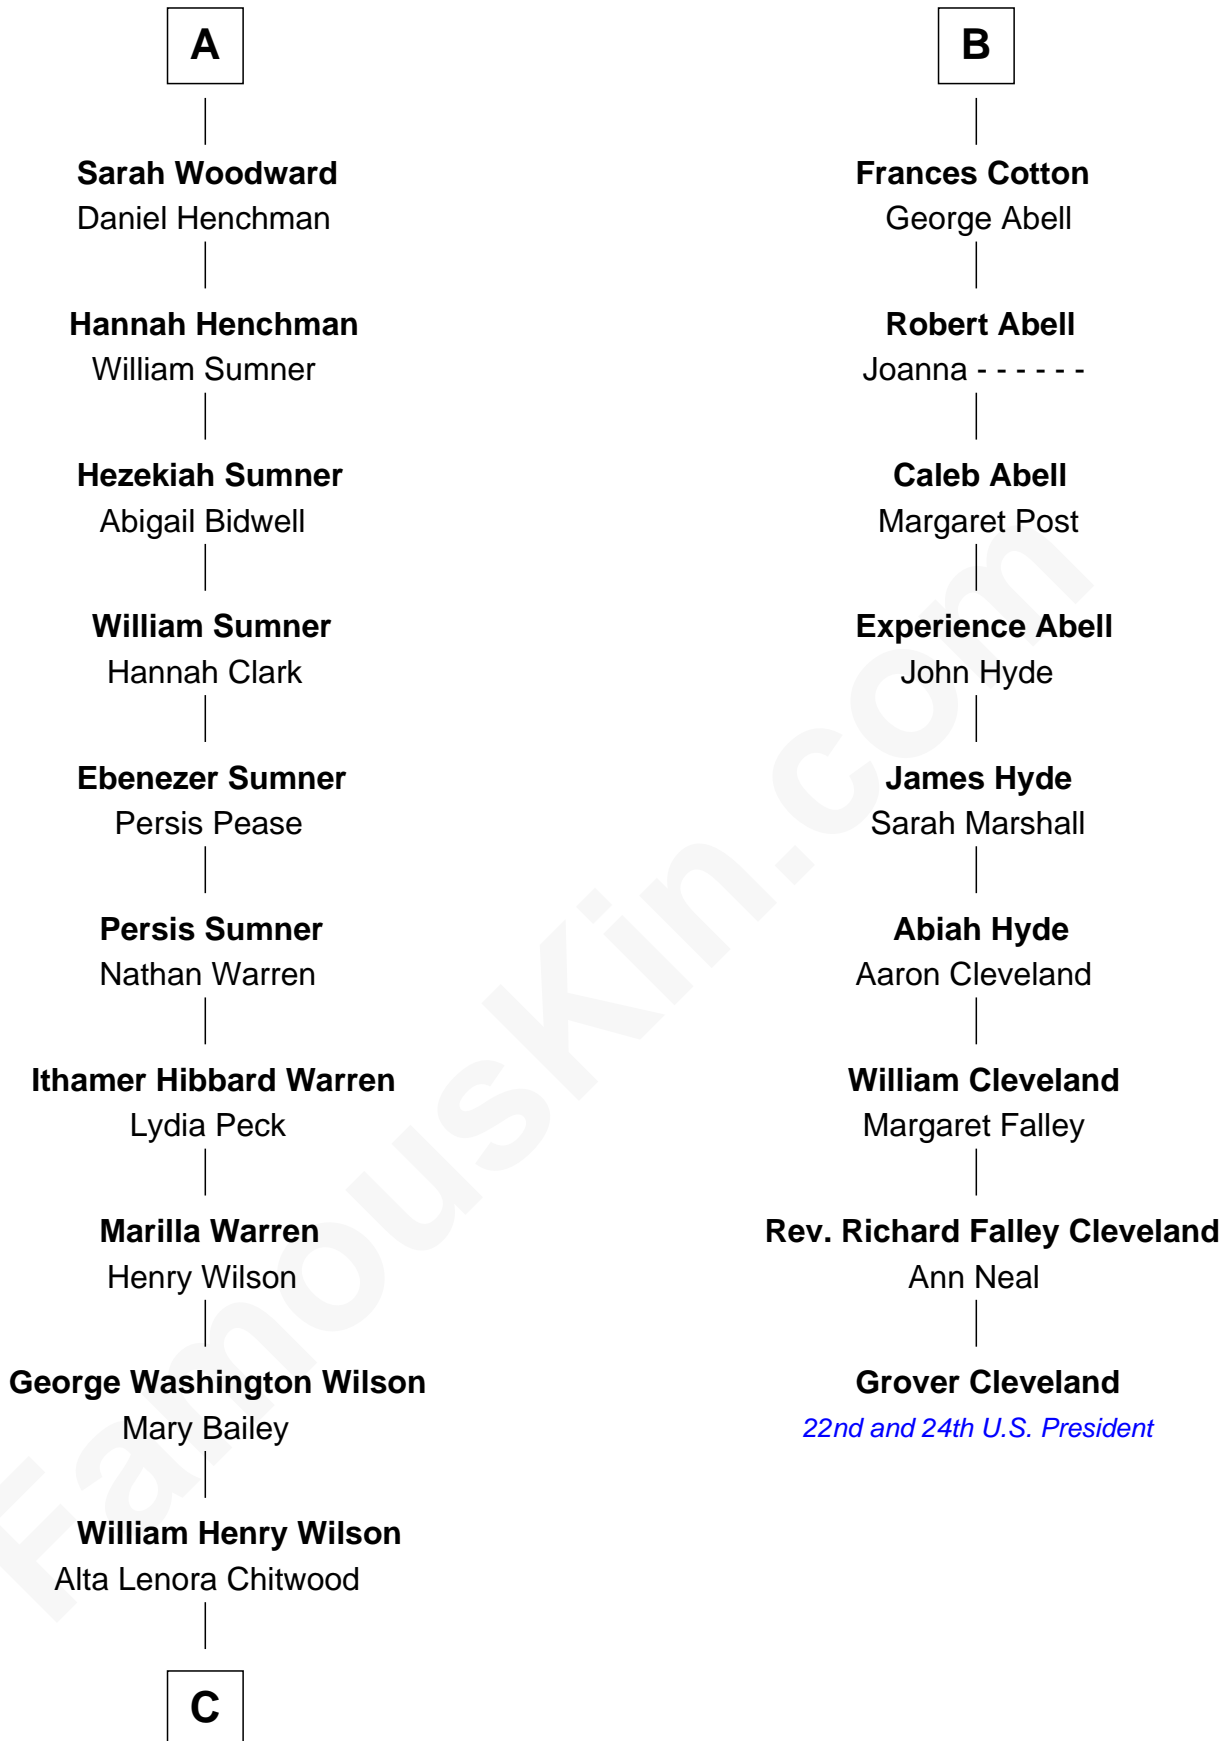 A
Sarah Woodward
Daniel Henchman
Hannah Henchman
William Sumner
Hezekiah Sumner
Abigail Bidwell
William Sumner
Hannah Clark
Ebenezer Sumner
Persis Pease
Persis Sumner
Nathan Warren
Ithamer Hibbard Warren
Lydia Peck
Marilla Warren
Henry Wilson
George Washington Wilson
Mary Bailey
William Henry Wilson
Alta Lenora Chitwood
C
B
Frances Cotton
George Abell
Robert Abell
Joanna - - - - - -
Caleb Abell
Margaret Post
Experience Abell
John Hyde
James Hyde
Sarah Marshall
Abiah Hyde
Aaron Cleveland
William Cleveland
Margaret Falley
Rev. Richard Falley Cleveland
Ann Neal
Grover Cleveland
22nd and 24th U.S. President
FamousKin.com